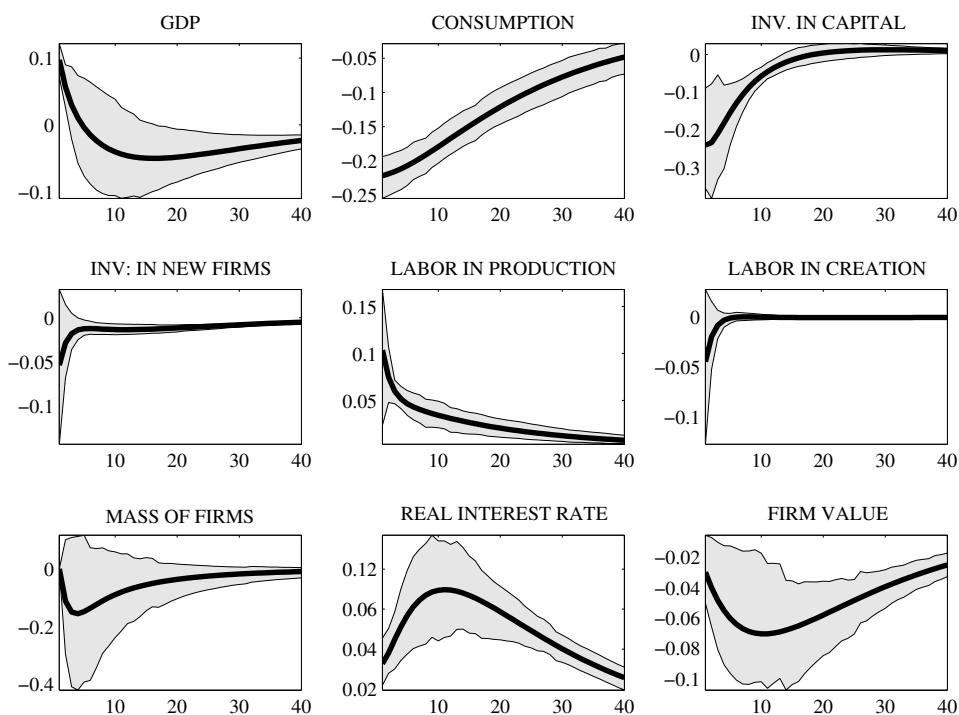 GDP
0.1
0
−0.1
10 20 30 40
CONSUMPTION
−0.05
−0.1
−0.15
−0.2
−0.25
10 20 30 40
INV. IN CAPITAL
0
−0.1
−0.2
−0.3
10 20 30 40
INV: IN NEW FIRMS
0
−0.05
−0.1
10 20 30 40
LABOR IN PRODUCTION
0.15
0.1
0.05
10 20 30 40
LABOR IN CREATION
0
−0.05
−0.1
10 20 30 40
MASS OF FIRMS
0
−0.2
−0.4
10 20 30 40
REAL INTEREST RATE
0.12
0.06
0.04
0.02
10 20 30 40
FIRM VALUE
−0.02
−0.04
−0.06
−0.08
−0.1
10 20 30 40